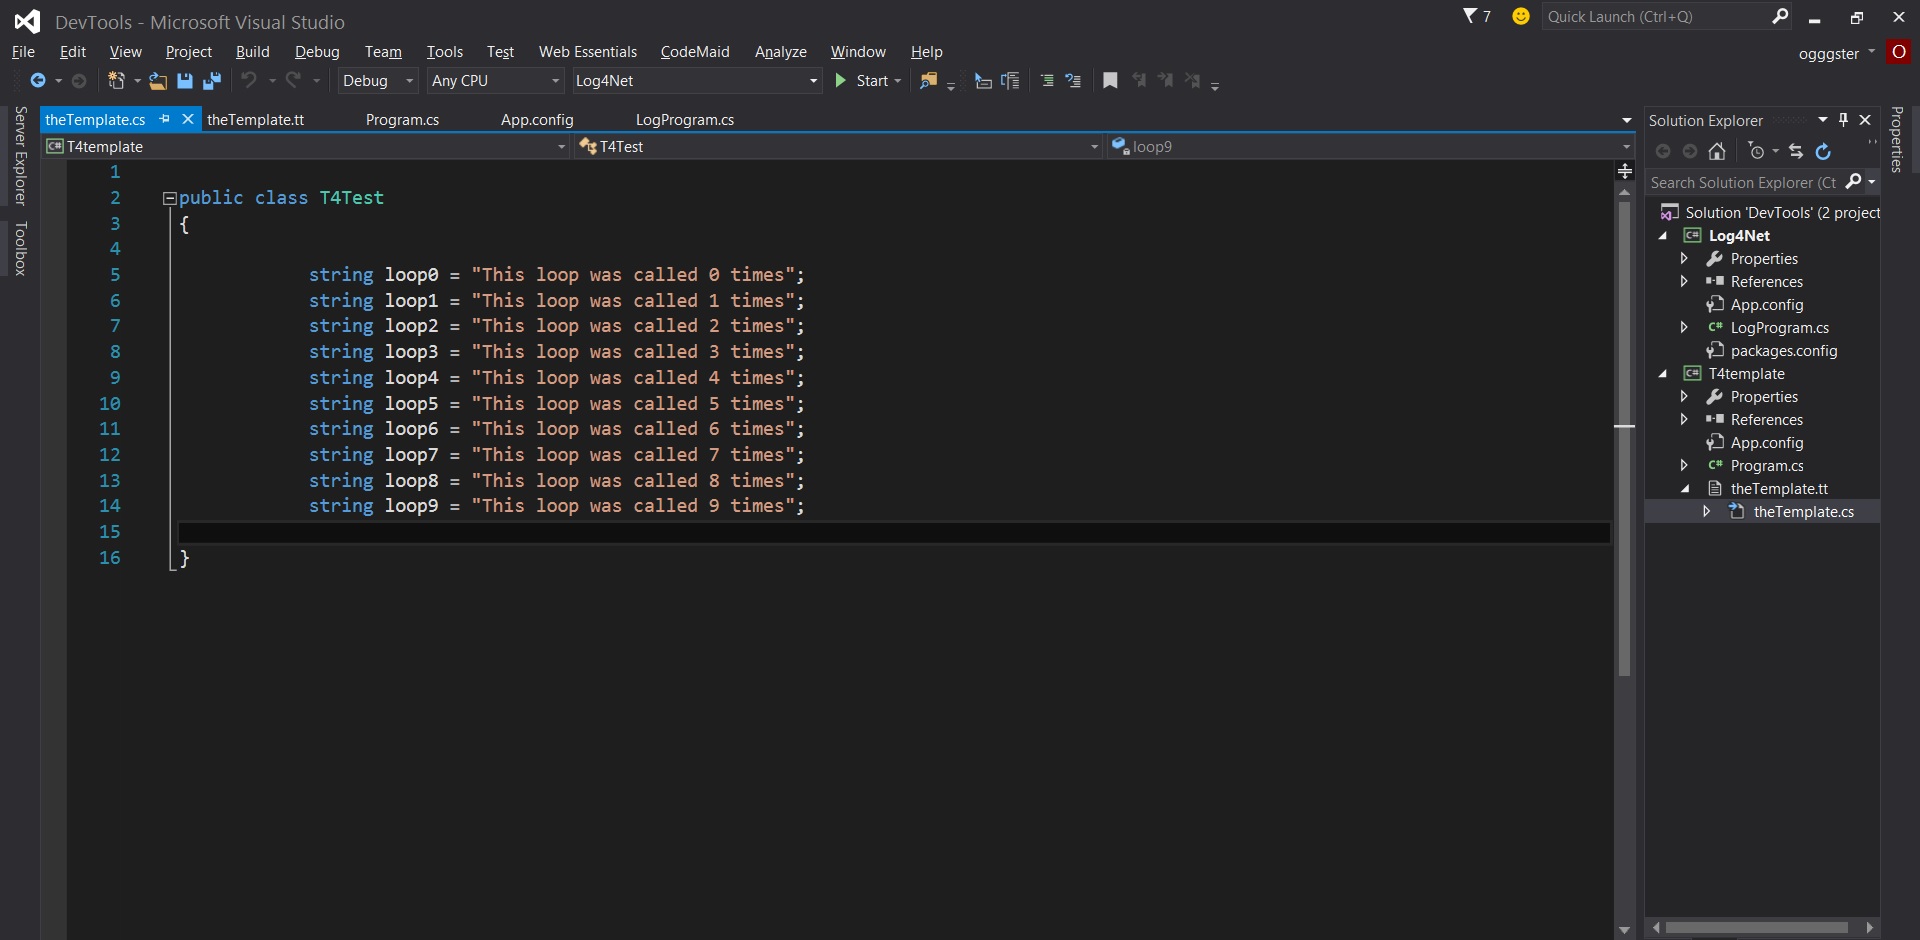 DevTools - Microsoft Visual Studio
7
Quick Launch (Ctrl+Q)
File Edit View Project Build Debug Team Tools Test Web Essentials CodeMaid Analyze Window Help
ogggster O
Debug Any CPU Log4Net Start
Server Explorer
Toolbox
theTemplate.cs theTemplate.tt Program.cs App.config LogProgram.cs
C# T4template T4Test loop9
1
2 public class T4Test
3 {
4
5 string loop0 = "This loop was called 0 times";
6 string loop1 = "This loop was called 1 times";
7 string loop2 = "This loop was called 2 times";
8 string loop3 = "This loop was called 3 times";
9 string loop4 = "This loop was called 4 times";
10 string loop5 = "This loop was called 5 times";
11 string loop6 = "This loop was called 6 times";
12 string loop7 = "This loop was called 7 times";
13 string loop8 = "This loop was called 8 times";
14 string loop9 = "This loop was called 9 times";
15
16 }
Solution Explorer
Search Solution Explorer (Ct
Solution 'DevTools' (2 project
C# Log4Net
Properties
References
App.config
C# LogProgram.cs
packages.config
C# T4template
Properties
References
App.config
C# Program.cs
theTemplate.tt
theTemplate.cs
Properties